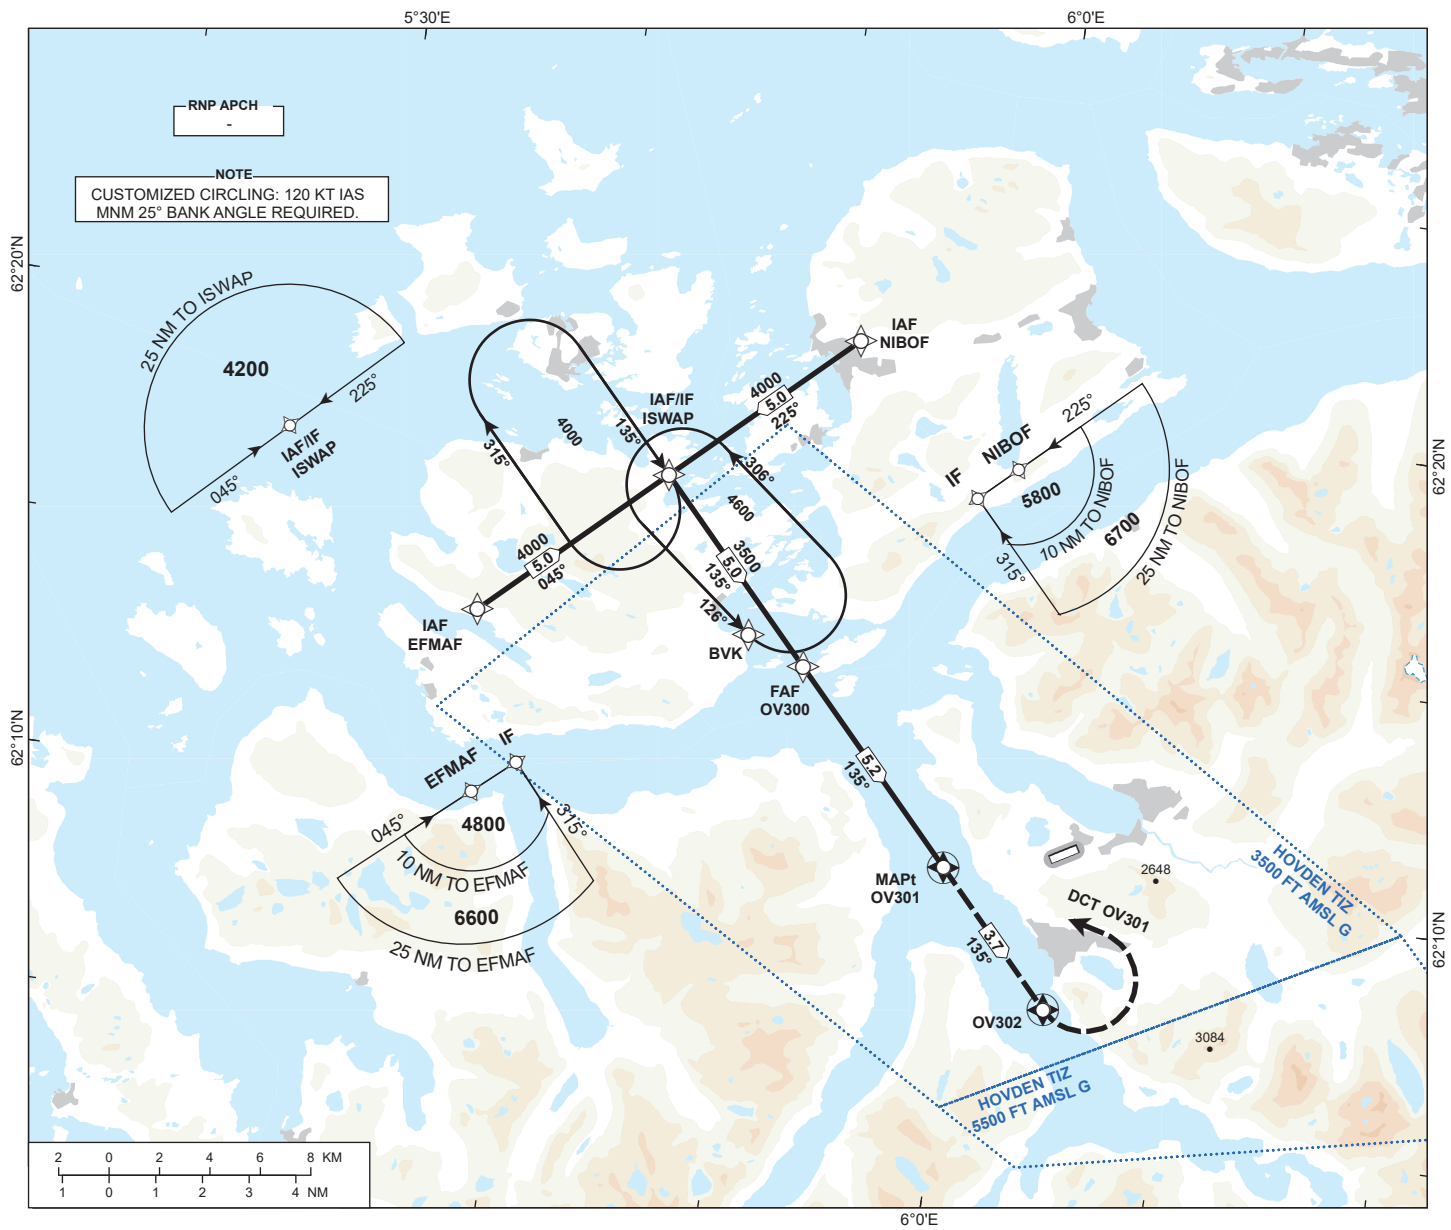 5°30'E
6°0'E
RNP APCH
-
NOTE
CUSTOMIZED CIRCLING: 120 KT IAS
MNM 25° BANK ANGLE REQUIRED.
62°20'N
25 NM TO ISWAP
4200
225°
045°
IAF/IF
ISWAP
IAF
NIBOF
4000
5.0
225°
IAF/IF
ISWAP
4000
135°
315°
306°
4600
4000
5.0
045°
3500
5.0
135°
126°
IAF
EFMAF
BVK
FAF
OV300
225°
NIBOF
IF
5800
10 NM TO NIBOF
6700
25 NM TO NIBOF
315°
62°20'N
62°10'N
IF
EFMAF
045°
315°
4800
10 NM TO EFMAF
6600
25 NM TO EFMAF
5.2
135°
MAPt
OV301
3.7
135°
OV302
DCT OV301
2648
3084
HOVDEN TIZ
3500 FT AMSL G
62°10'N
HOVDEN TIZ
5500 FT AMSL G
2 0 2 4 6 8 KM
1 0 1 2 3 4 NM
6°0'E